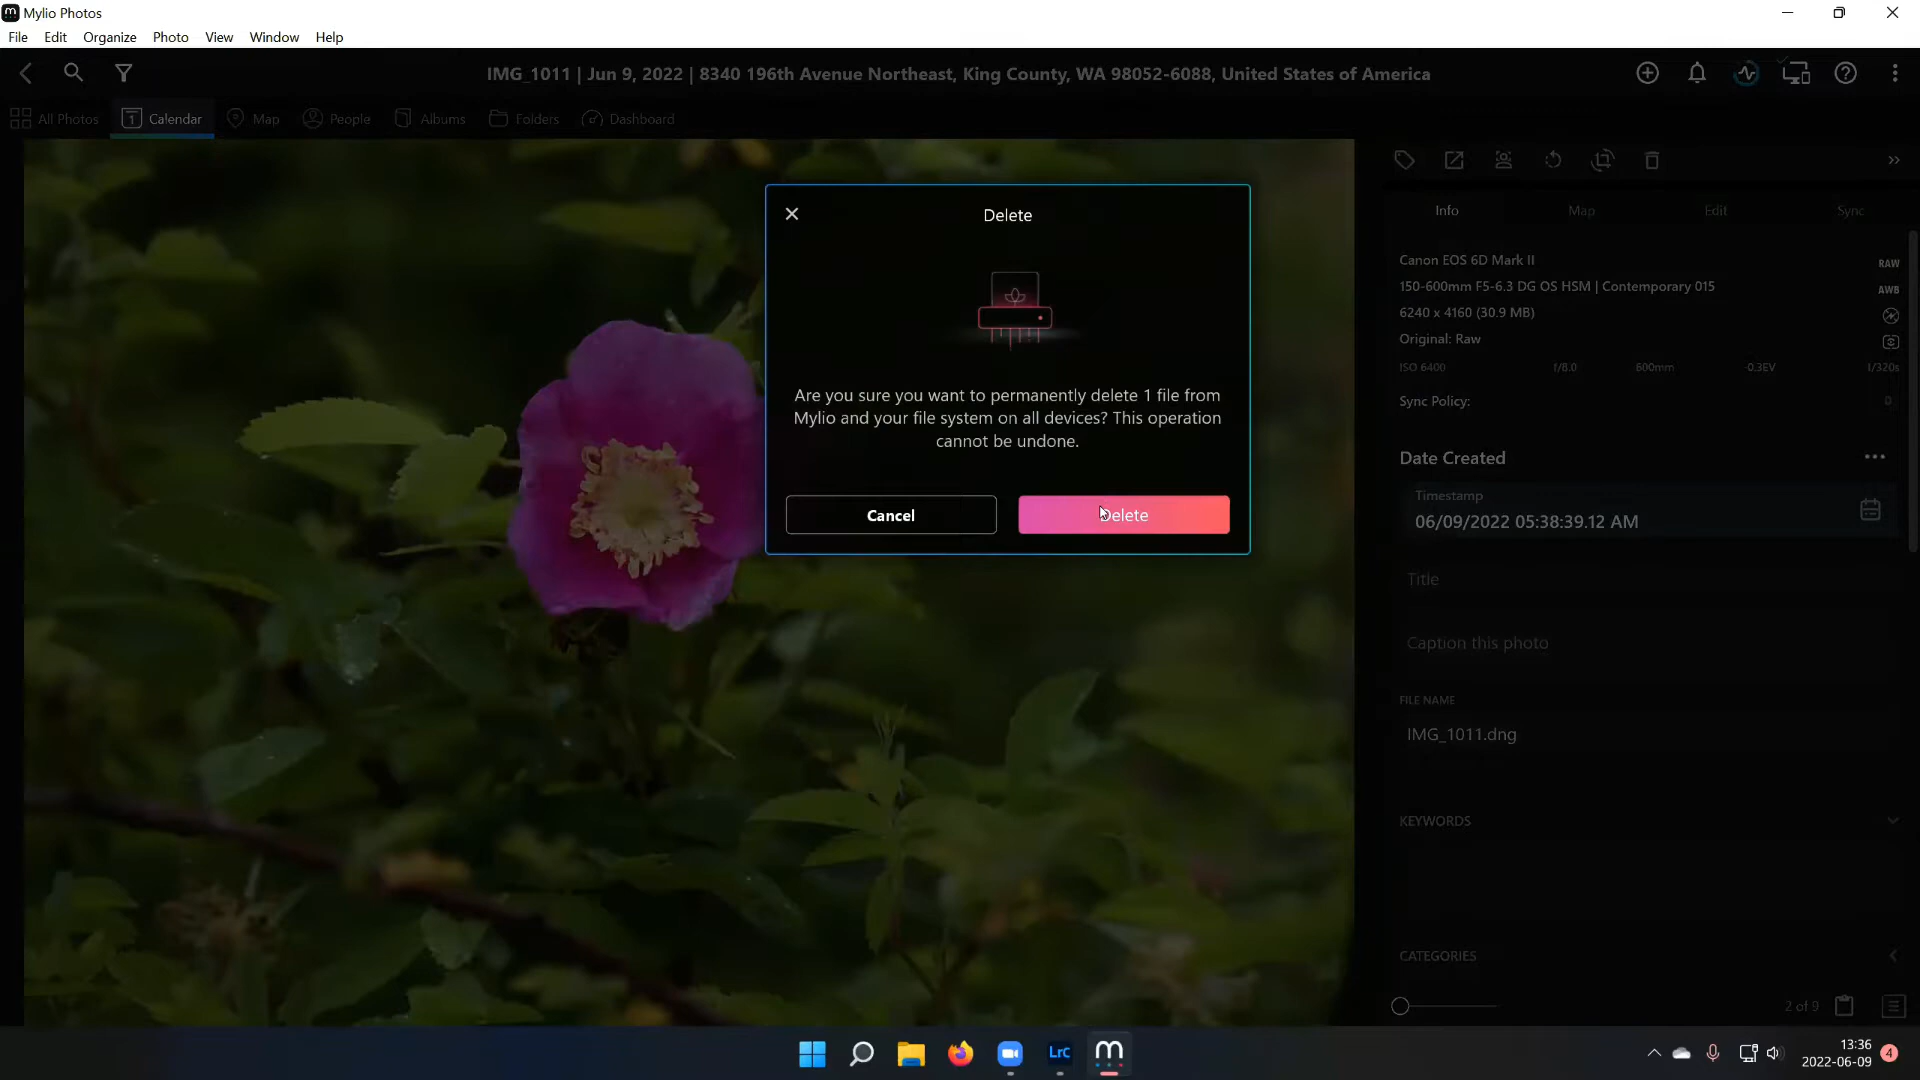 Mylio Photos
File Edit Organize Photo View Window Help
IMG_1011 | Jun 9, 2022 | 8340 196th Avenue Northeast, King County, WA 98052-6088, United States of America
All Photos Calendar Map People Albums Folders Dashboard
Info Map Edit Sync
Delete
Are you sure you want to permanently delete 1 file from
Mylio and your file system on all devices? This operation
cannot be undone.
Cancel Delete
Canon EOS 6D Mark II RAW
150-600mm F5-6.3 DG OS HSM | Contemporary 015 AWB
6240 x 4160 (30.9 MB)
Original: Raw
ISO 6400 f/8.0 600mm -0.3EV 1/320s
Sync Policy: 0
Date Created
Timestamp
06/09/2022 05:38:39.12 AM
Title
Caption this photo
FILE NAME
IMG_1011.dng
KEYWORDS
CATEGORIES
2 of 9
LrC
13:36
2022-06-09 4